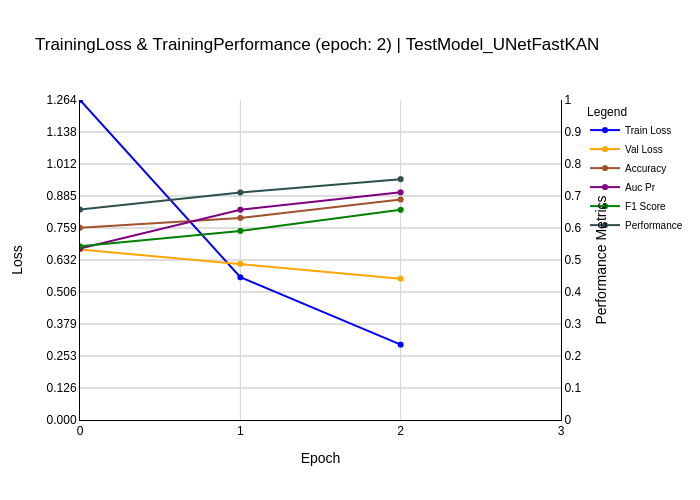 TrainingLoss & TrainingPerformance (epoch: 2) | TestModel_UNetFastKAN
1.264
1.138
1.012
0.885
0.759
0.632
0.506
0.379
0.253
0.126
0.000
Loss
0
1
2
3
Epoch
1
0.9
0.8
0.7
0.6
0.5
0.4
0.3
0.2
0.1
0
Performance Metrics
Legend
Train Loss
Val Loss
Accuracy
Auc Pr
F1 Score
Performance